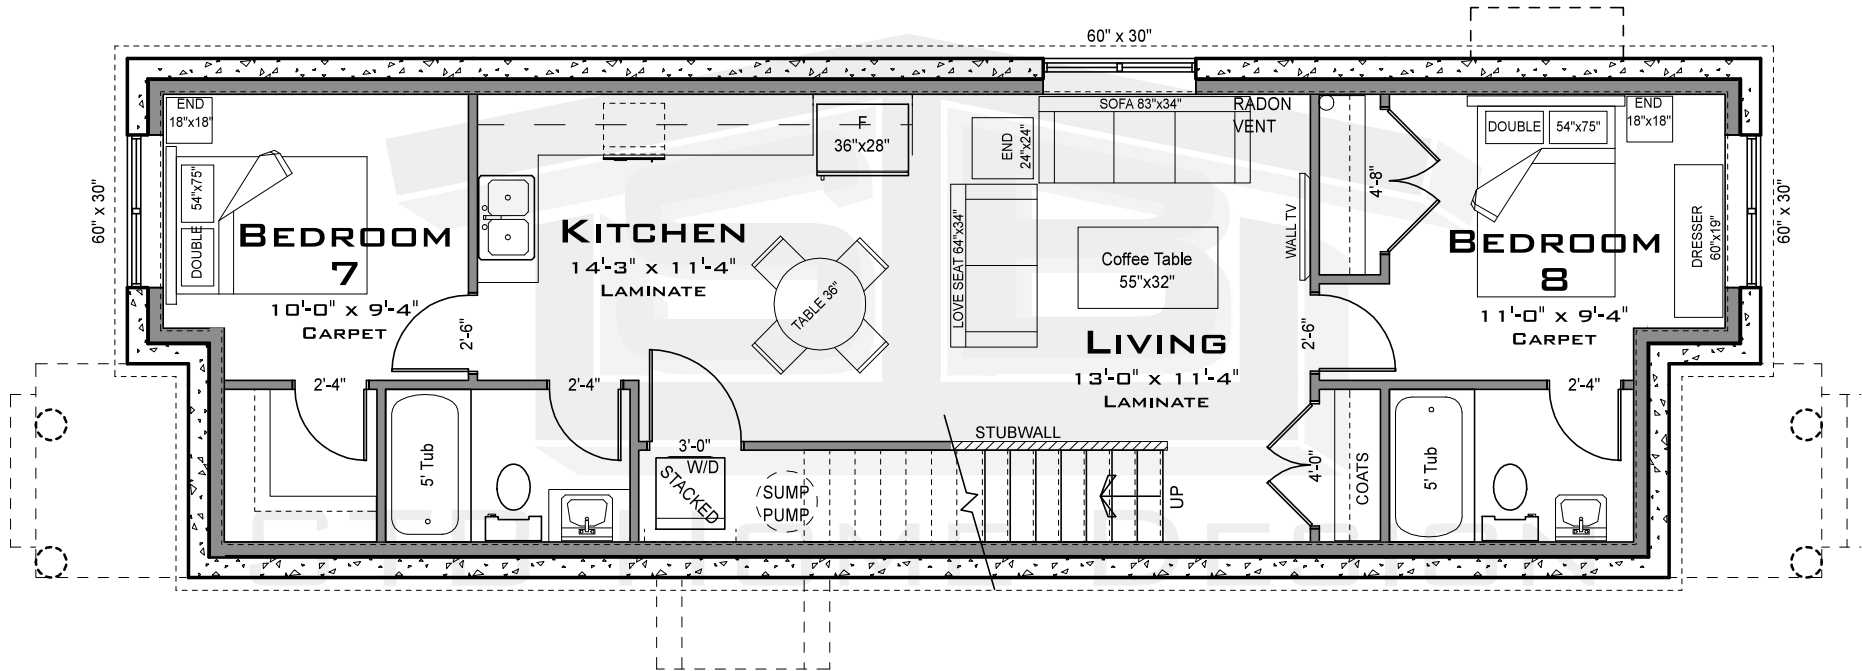 60" x 30"
END
18"x18"
54"x75"
DOUBLE
60" x 30"
BEDROOM
7
10'-0" x 9'-4"
CARPET
2'-6"
2'-4"
5' Tub
KITCHEN
14'-3" x 11'-4"
LAMINATE
F
36"x28"
TABLE 36"
2'-4"
3'-0"
W/D
STACKED
SUMP
PUMP
END
24"x24"
SOFA 83"x34"
RADON
VENT
LOVE SEAT 64"x34"
Coffee Table
55"x32"
WALL TV
LIVING
13'-0" x 11'-4"
LAMINATE
STUBWALL
UP
2'-6"
4'-0"
COATS
4'-8"
DOUBLE
54"x75"
END
18"x18"
BEDROOM
8
11'-0" x 9'-4"
CARPET
DRESSER
60"x19"
60" x 30"
2'-4"
5' Tub
STB HOME DESIGN